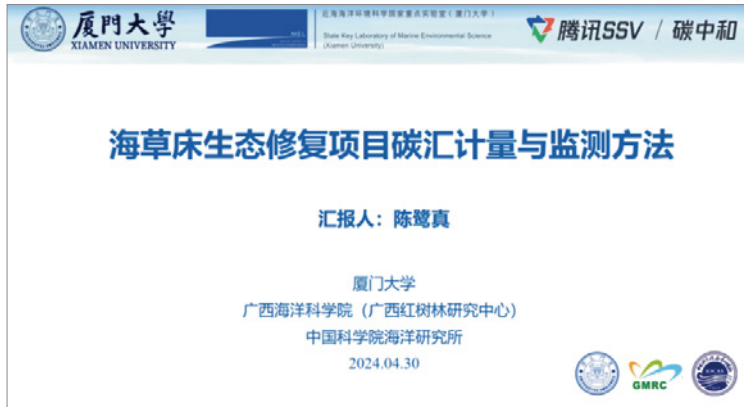 厦門大學
XIAMEN UNIVERSITY
MEL
近海海洋环境科学国家重点实验室（厦门大学）
State Key Laboratory of Marine Environmental Science
(Xiamen University)
腾讯SSV / 碳中和
海草床生态修复项目碳汇计量与监测方法
汇报人：陈鹭真
厦门大学
广西海洋科学院（广西红树林研究中心）
中国科学院海洋研究所
2024.04.30
GMRC